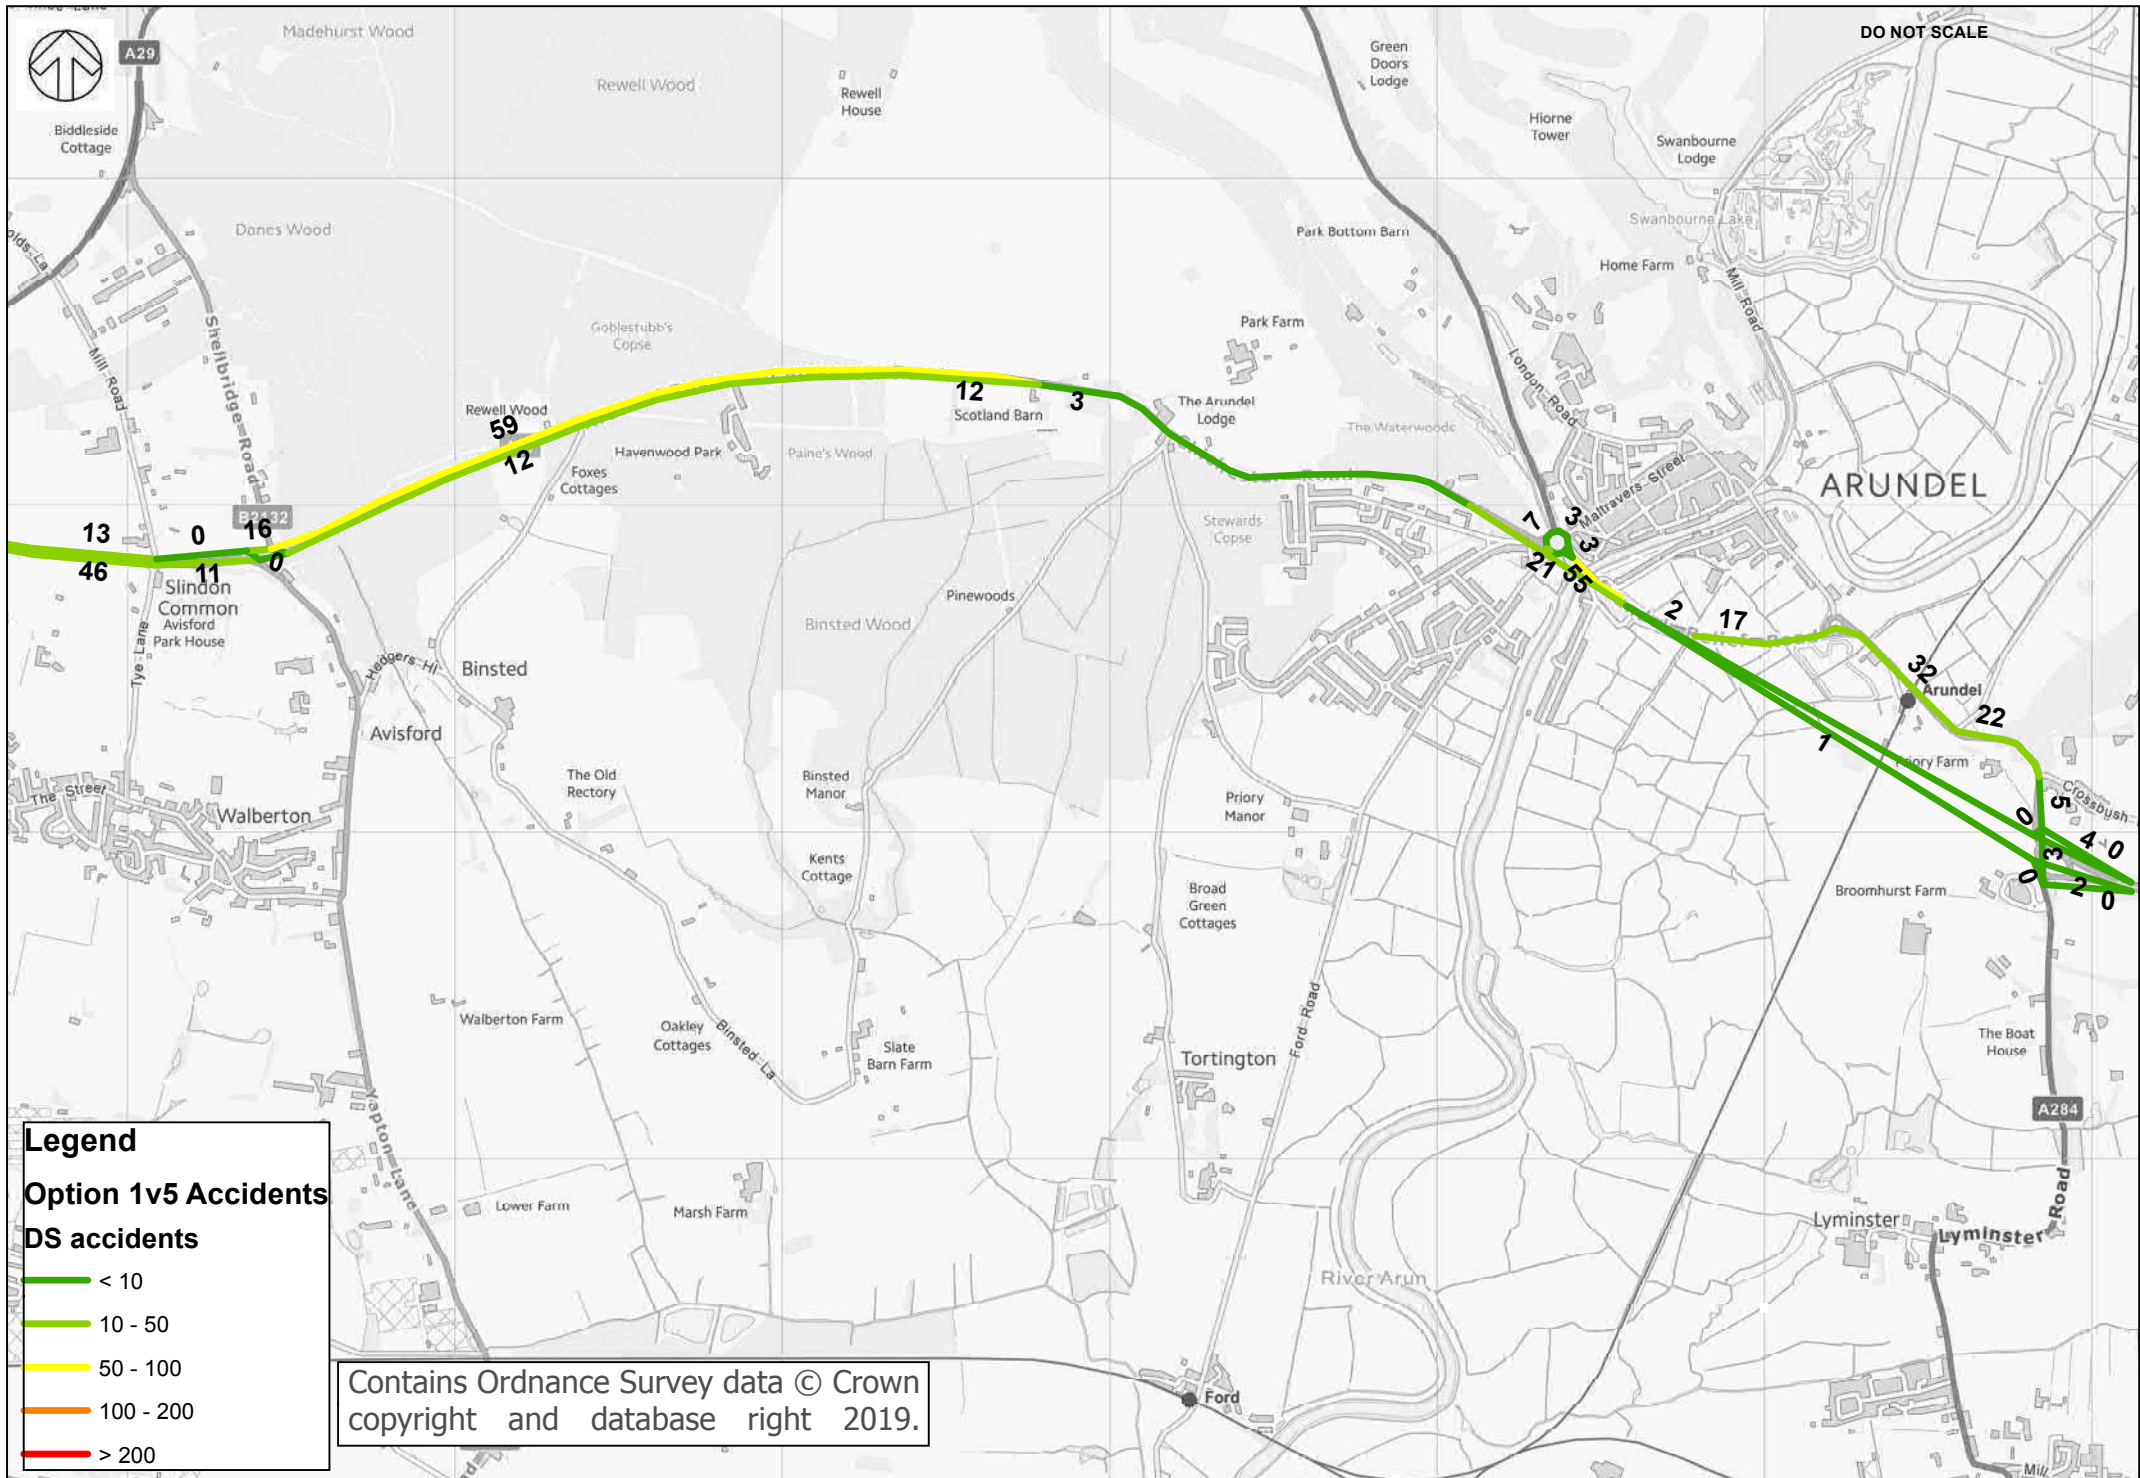 DO NOT SCALE
A29
Madehurst Wood
Rewell Wood
Rewell
House
Green
Doors
Lodge
Hiorne
Tower
Swanbourne
Lodge
Biddleside
Cottage
Danes Wood
Park Bottom Barn
Swanbourne Lake
Home Farm
Mill Road
Shellbridge Road
Mill Road
Goblestubb's
Copse
Park Farm
London Road
Rewell Wood
59
12
Foxes
Cottages
Havenwood Park
Paine's Wood
12
Scotland Barn
3
The Arundel
Lodge
The Waterwoods
Maltravers Street
ARUNDEL
B2132
13
0
16
46
11
0
Slindon
Common
Avisford
Park House
Tye Lane
Hedgers Hi
Binsted
Avisford
Stewards
Copse
7
3
3
21
55
Pinewoods
Binsted Wood
2
17
32
Arundel
22
1
Priory Farm
Crossbush
5
0
4
0
3
0
2
0
The Street
Walberton
The Old
Rectory
Binsted
Manor
Priory
Manor
Kents
Cottage
Broad
Green
Cottages
Broomhurst Farm
Walberton Farm
Oakley
Cottages
Binsted La
Slate
Barn Farm
Tortington
Ford Road
The Boat
House
A284
Yapton Lane
Lower Farm
Marsh Farm
Lyminster
Lyminster Road
River Arun
Ford
Mill
Legend
Option 1v5 Accidents
DS accidents
< 10
10 - 50
50 - 100
100 - 200
> 200
Contains Ordnance Survey data © Crown
copyright and database right 2019.